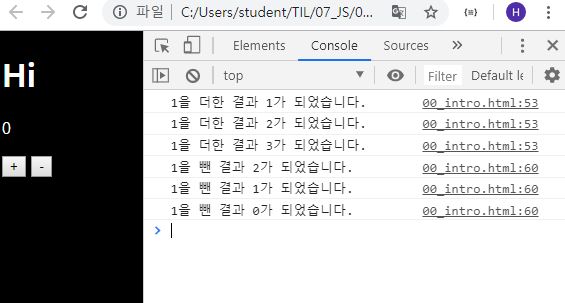 파일 C:/Users/student/TIL/07_JS/0...
H
Elements Console Sources
top Filter Default le
Hi
0
+ -
1을 더한 결과 1가 되었습니다. 00_intro.html:53
1을 더한 결과 2가 되었습니다. 00_intro.html:53
1을 더한 결과 3가 되었습니다. 00_intro.html:53
1을 뺀 결과 2가 되었습니다. 00_intro.html:60
1을 뺀 결과 1가 되었습니다. 00_intro.html:60
1을 뺀 결과 0가 되었습니다. 00_intro.html:60